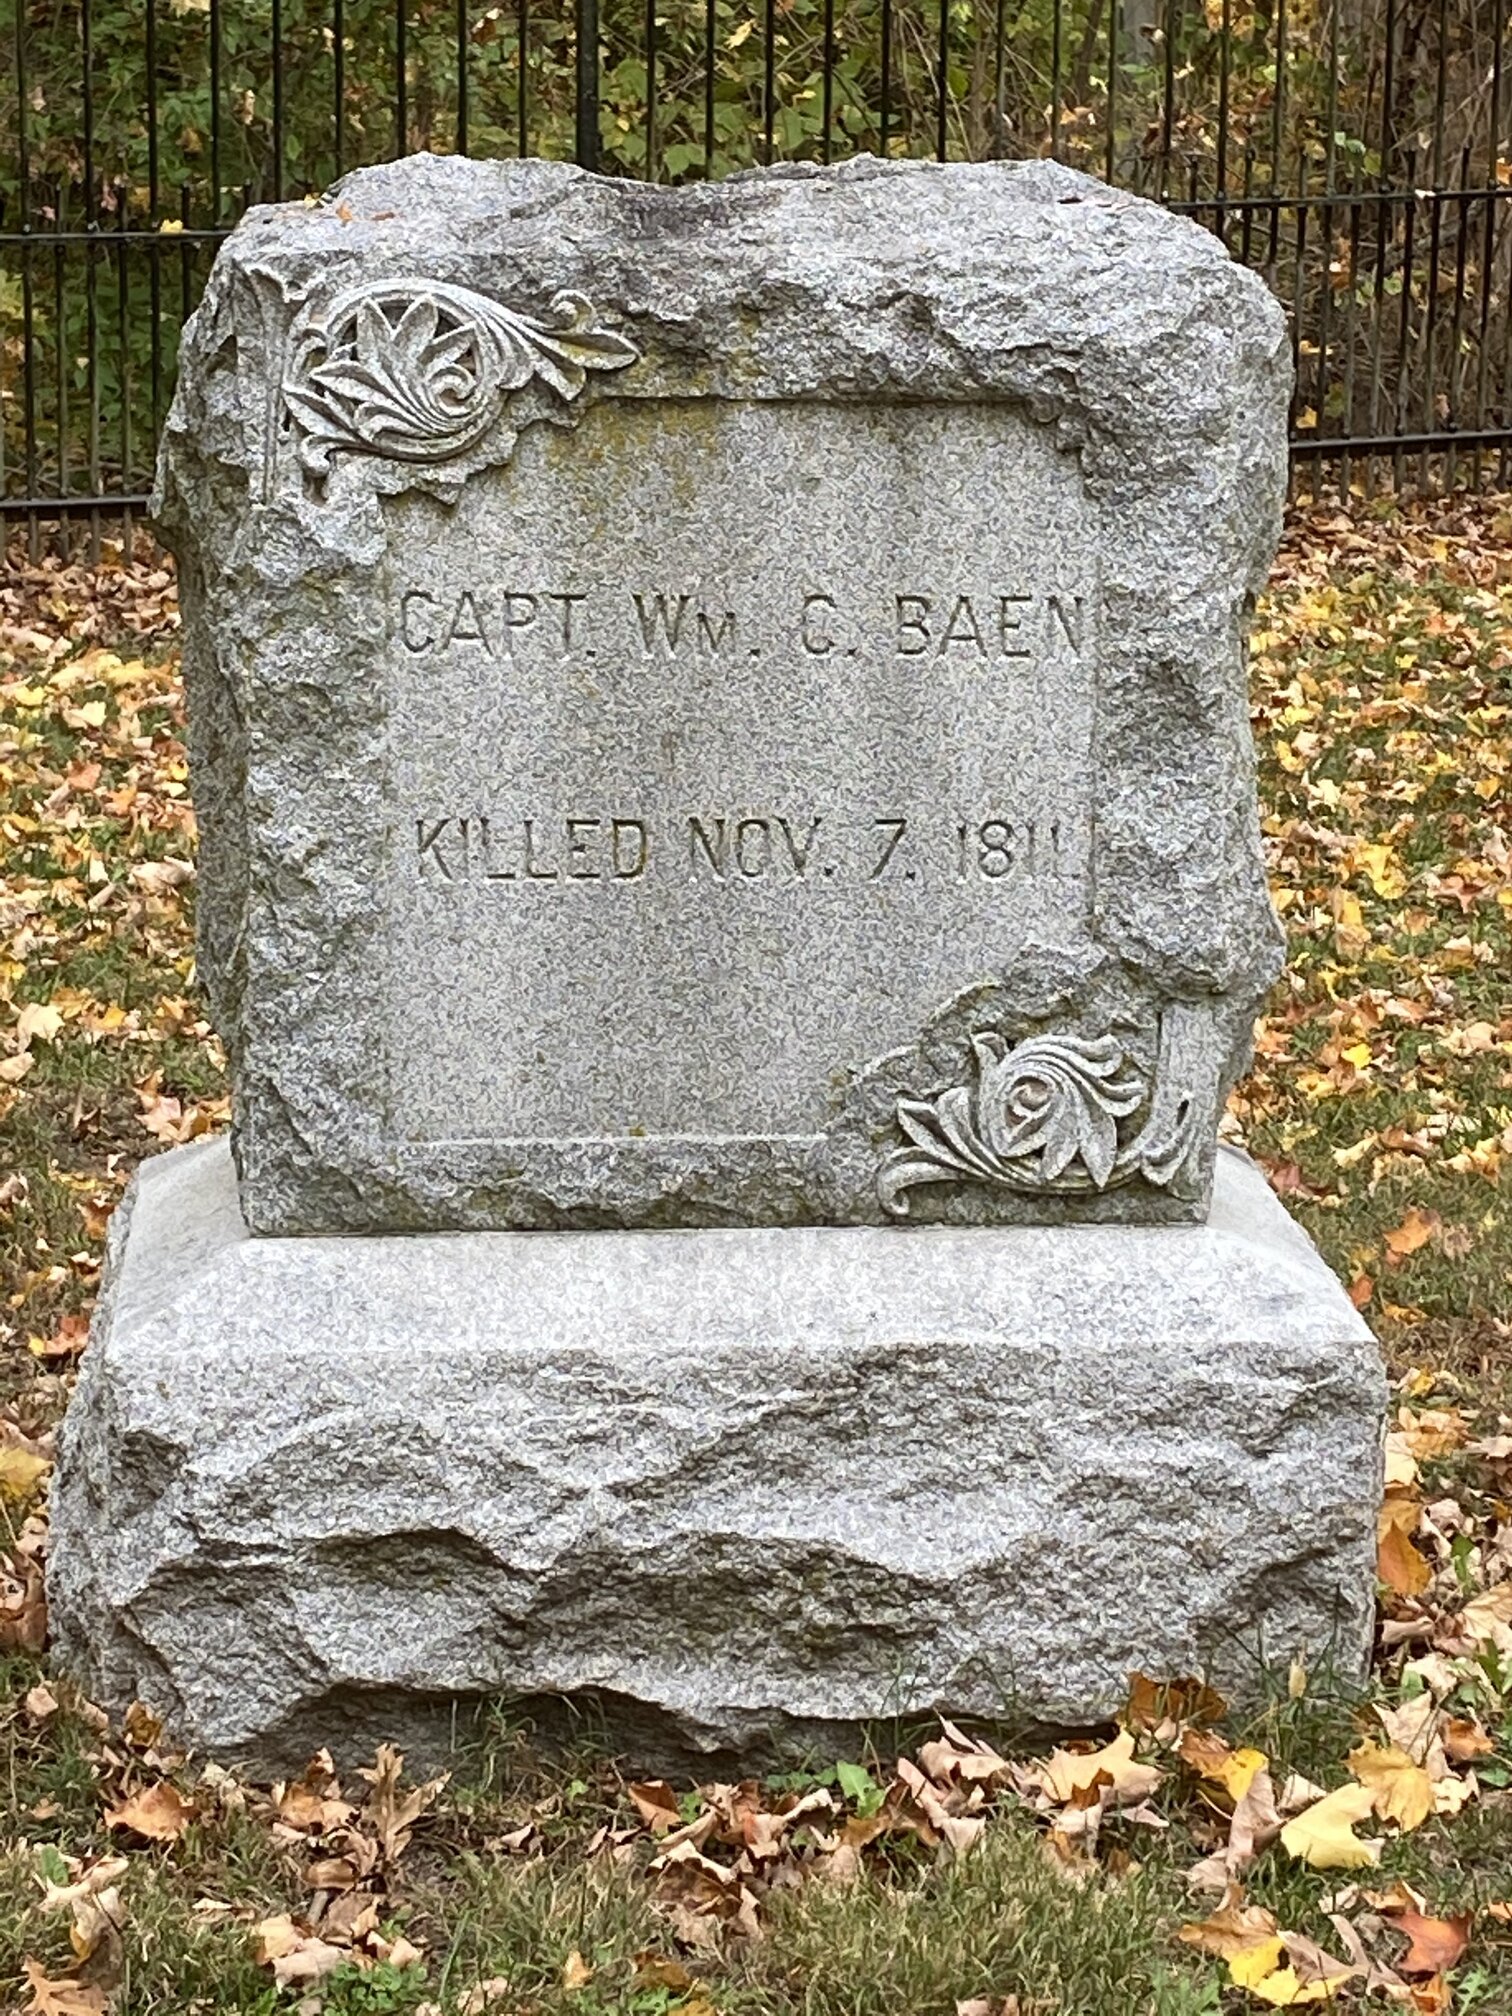 CAPT. WM. C. BAEN
KILLED NOV. 7. 1811.